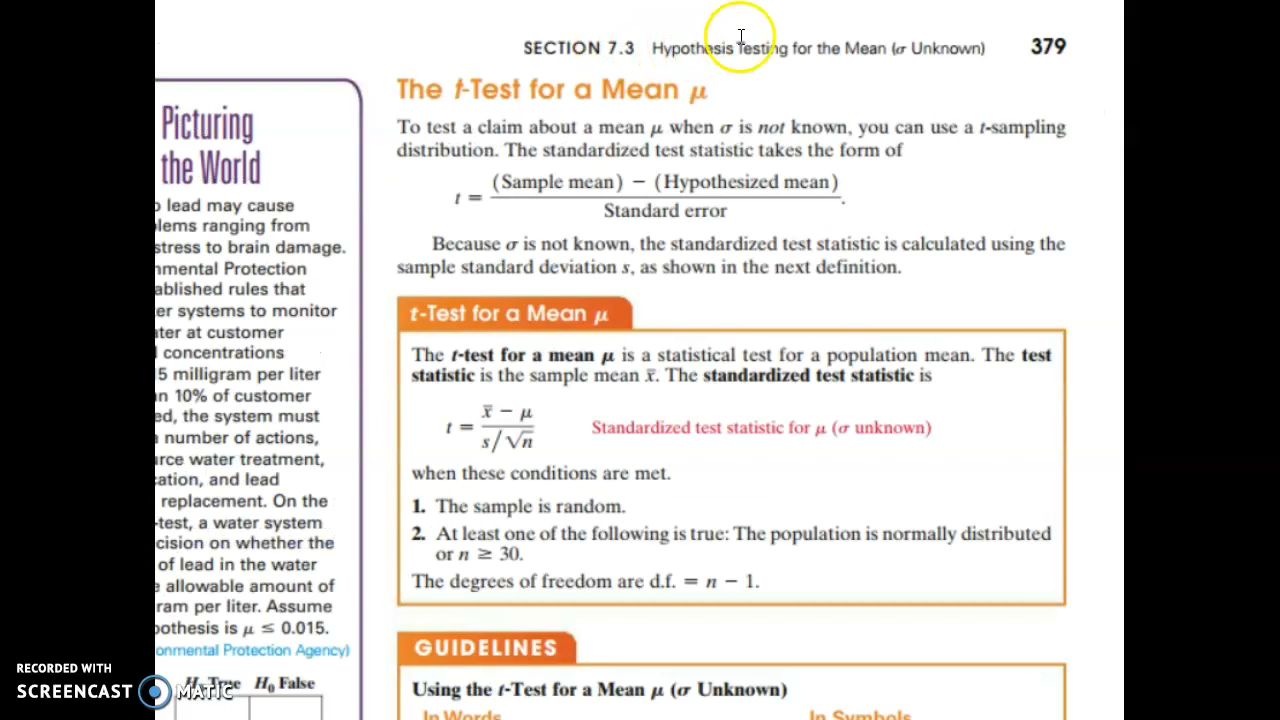 SECTION 7.3 Hypothesis Testing for the Mean (σ Unknown) 379
Picturing
the World
o lead may cause
lems ranging from
stress to brain damage.
nmental Protection
ablished rules that
er systems to monitor
ater at customer
concentrations
5 milligram per liter
n 10% of customer
ed, the system must
number of actions,
urce water treatment,
cation, and lead
replacement. On the
-test, a water system
cision on whether the
of lead in the water
e allowable amount of
ram per liter. Assume
pothesis is μ ≤ 0.015.
onmental Protection Agency)
H₀ True H₀ False
The t-Test for a Mean μ
To test a claim about a mean μ when σ is not known, you can use a t-sampling
distribution. The standardized test statistic takes the form of
t = (Sample mean) − (Hypothesized mean) / Standard error.
Because σ is not known, the standardized test statistic is calculated using the
sample standard deviation s, as shown in the next definition.
t-Test for a Mean μ
The t-test for a mean μ is a statistical test for a population mean. The test
statistic is the sample mean x̄. The standardized test statistic is
t = x̄ − μ / s/√n Standardized test statistic for μ (σ unknown)
when these conditions are met.
1. The sample is random.
2. At least one of the following is true: The population is normally distributed
or n ≥ 30.
The degrees of freedom are d.f. = n − 1.
GUIDELINES
Using the t-Test for a Mean μ (σ Unknown)
In Words In Symbols
RECORDED WITH
SCREENCAST MATIC